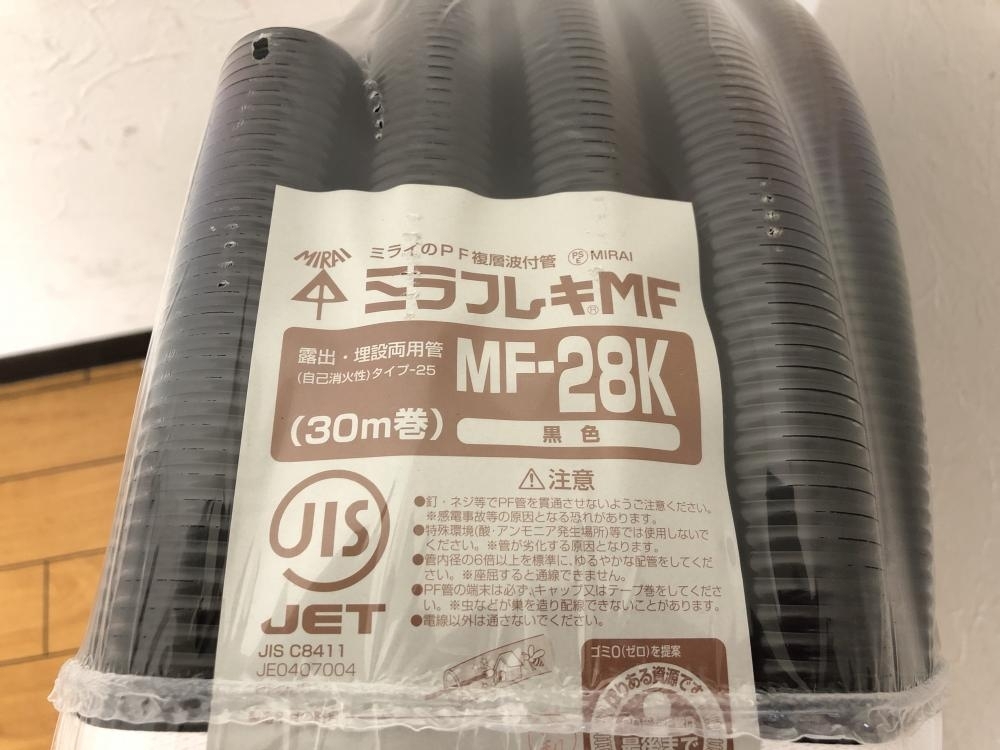 MIRAI
ミライのPF複層波付管 PSE MIRAI
ミラフレキ®MF
露出・埋設両用管
(自己消火性)タイプ-25
MF-28K
(30m巻)
黒色
⚠注意
●釘・ネジ等でPF管を貫通させないようご注意ください。
※感電事故等の原因となる恐れがあります。
●特殊環境(酸・アンモニア発生場所)等では使用しないで
ください。※管が劣化する原因となります。
●管内径の6倍以上を標準に、ゆるやかな配管をしてくだ
さい。※座屈すると通線できません。
●PF管の端末は必ず、キャップ又はテープ巻をしてくださ
い。※虫などが巣を造り配線できないことがあります。
●電線以外は通さないでください。
JIS
JET
JIS C8411
JE0407004
ゴミ0(ゼロ)を提案
限りある資源です